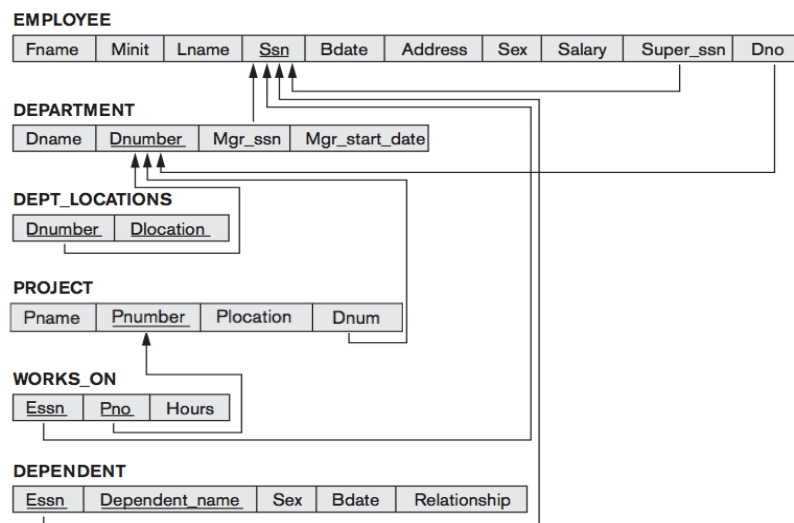 EMPLOYEE
Fname Minit Lname Ssn Bdate Address Sex Salary Super_ssn Dno
DEPARTMENT
Dname Dnumber Mgr_ssn Mgr_start_date
DEPT_LOCATIONS
Dnumber Dlocation
PROJECT
Pname Pnumber Plocation Dnum
WORKS_ON
Essn Pno Hours
DEPENDENT
Essn Dependent_name Sex Bdate Relationship